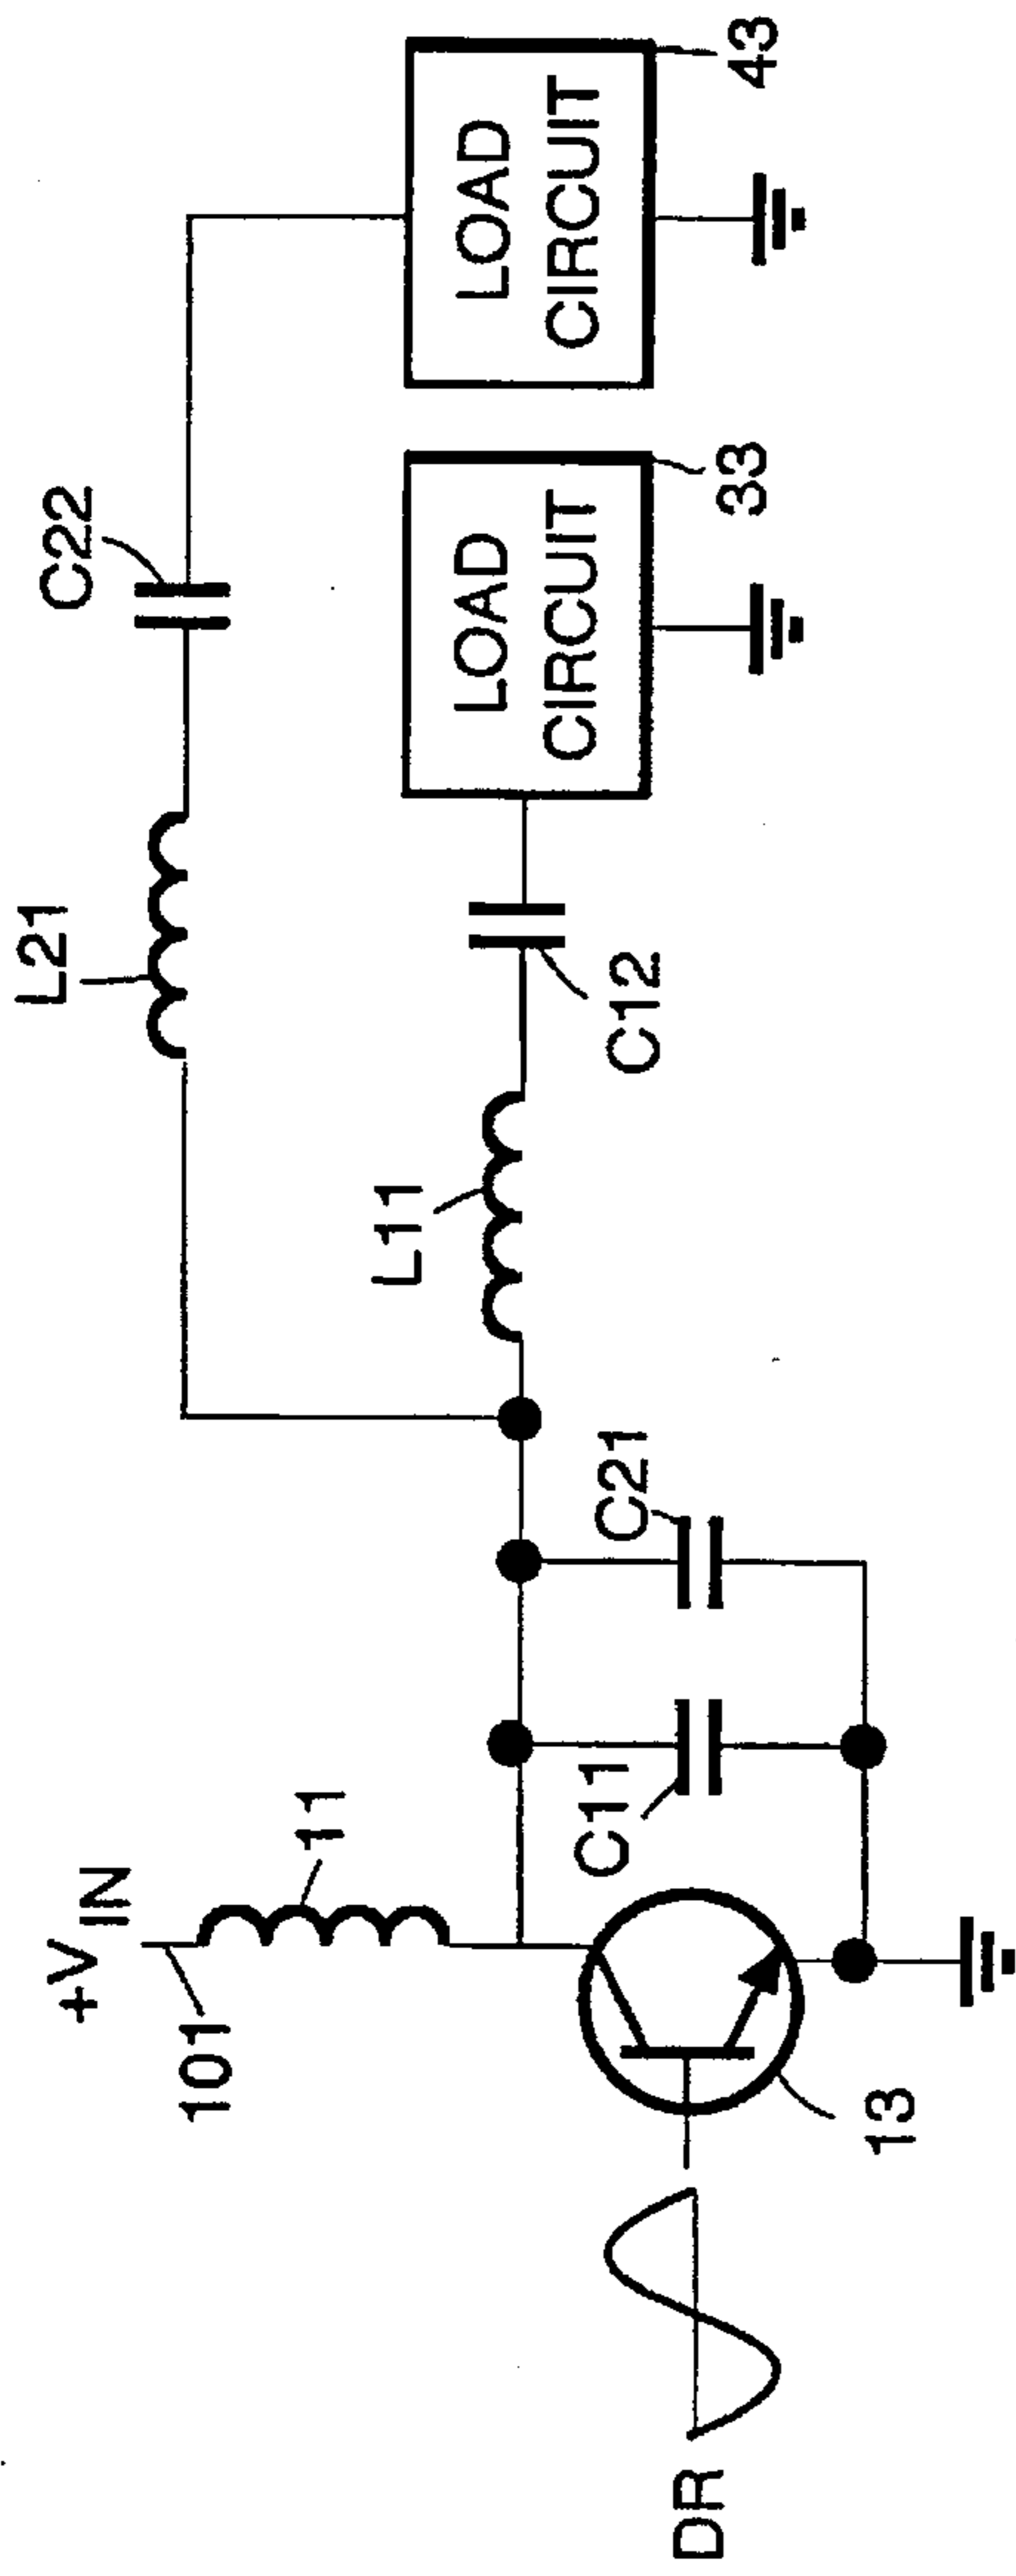 L21
C22
+VIN
101
11
L11
C12
LOAD
CIRCUIT
33
LOAD
CIRCUIT
43
C11
C21
DR
13